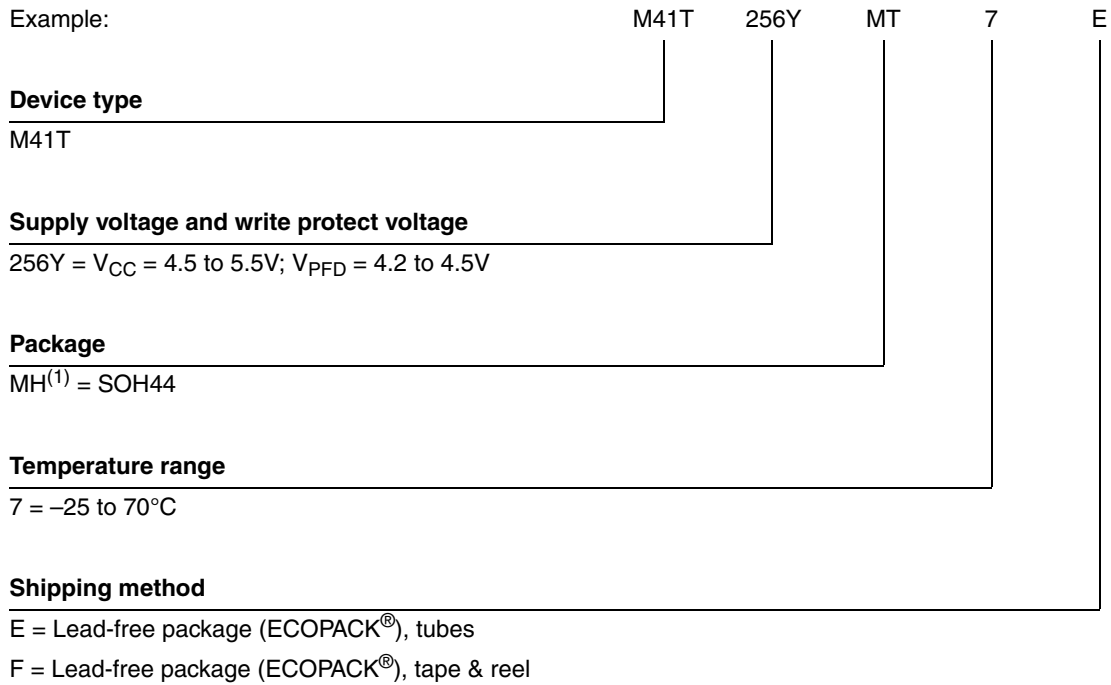 Example: M41T 256Y MT 7 E
Device type
M41T
Supply voltage and write protect voltage
256Y = VCC = 4.5 to 5.5V; VPFD = 4.2 to 4.5V
Package
MH(1) = SOH44
Temperature range
7 = –25 to 70°C
Shipping method
E = Lead-free package (ECOPACK®), tubes
F = Lead-free package (ECOPACK®), tape & reel